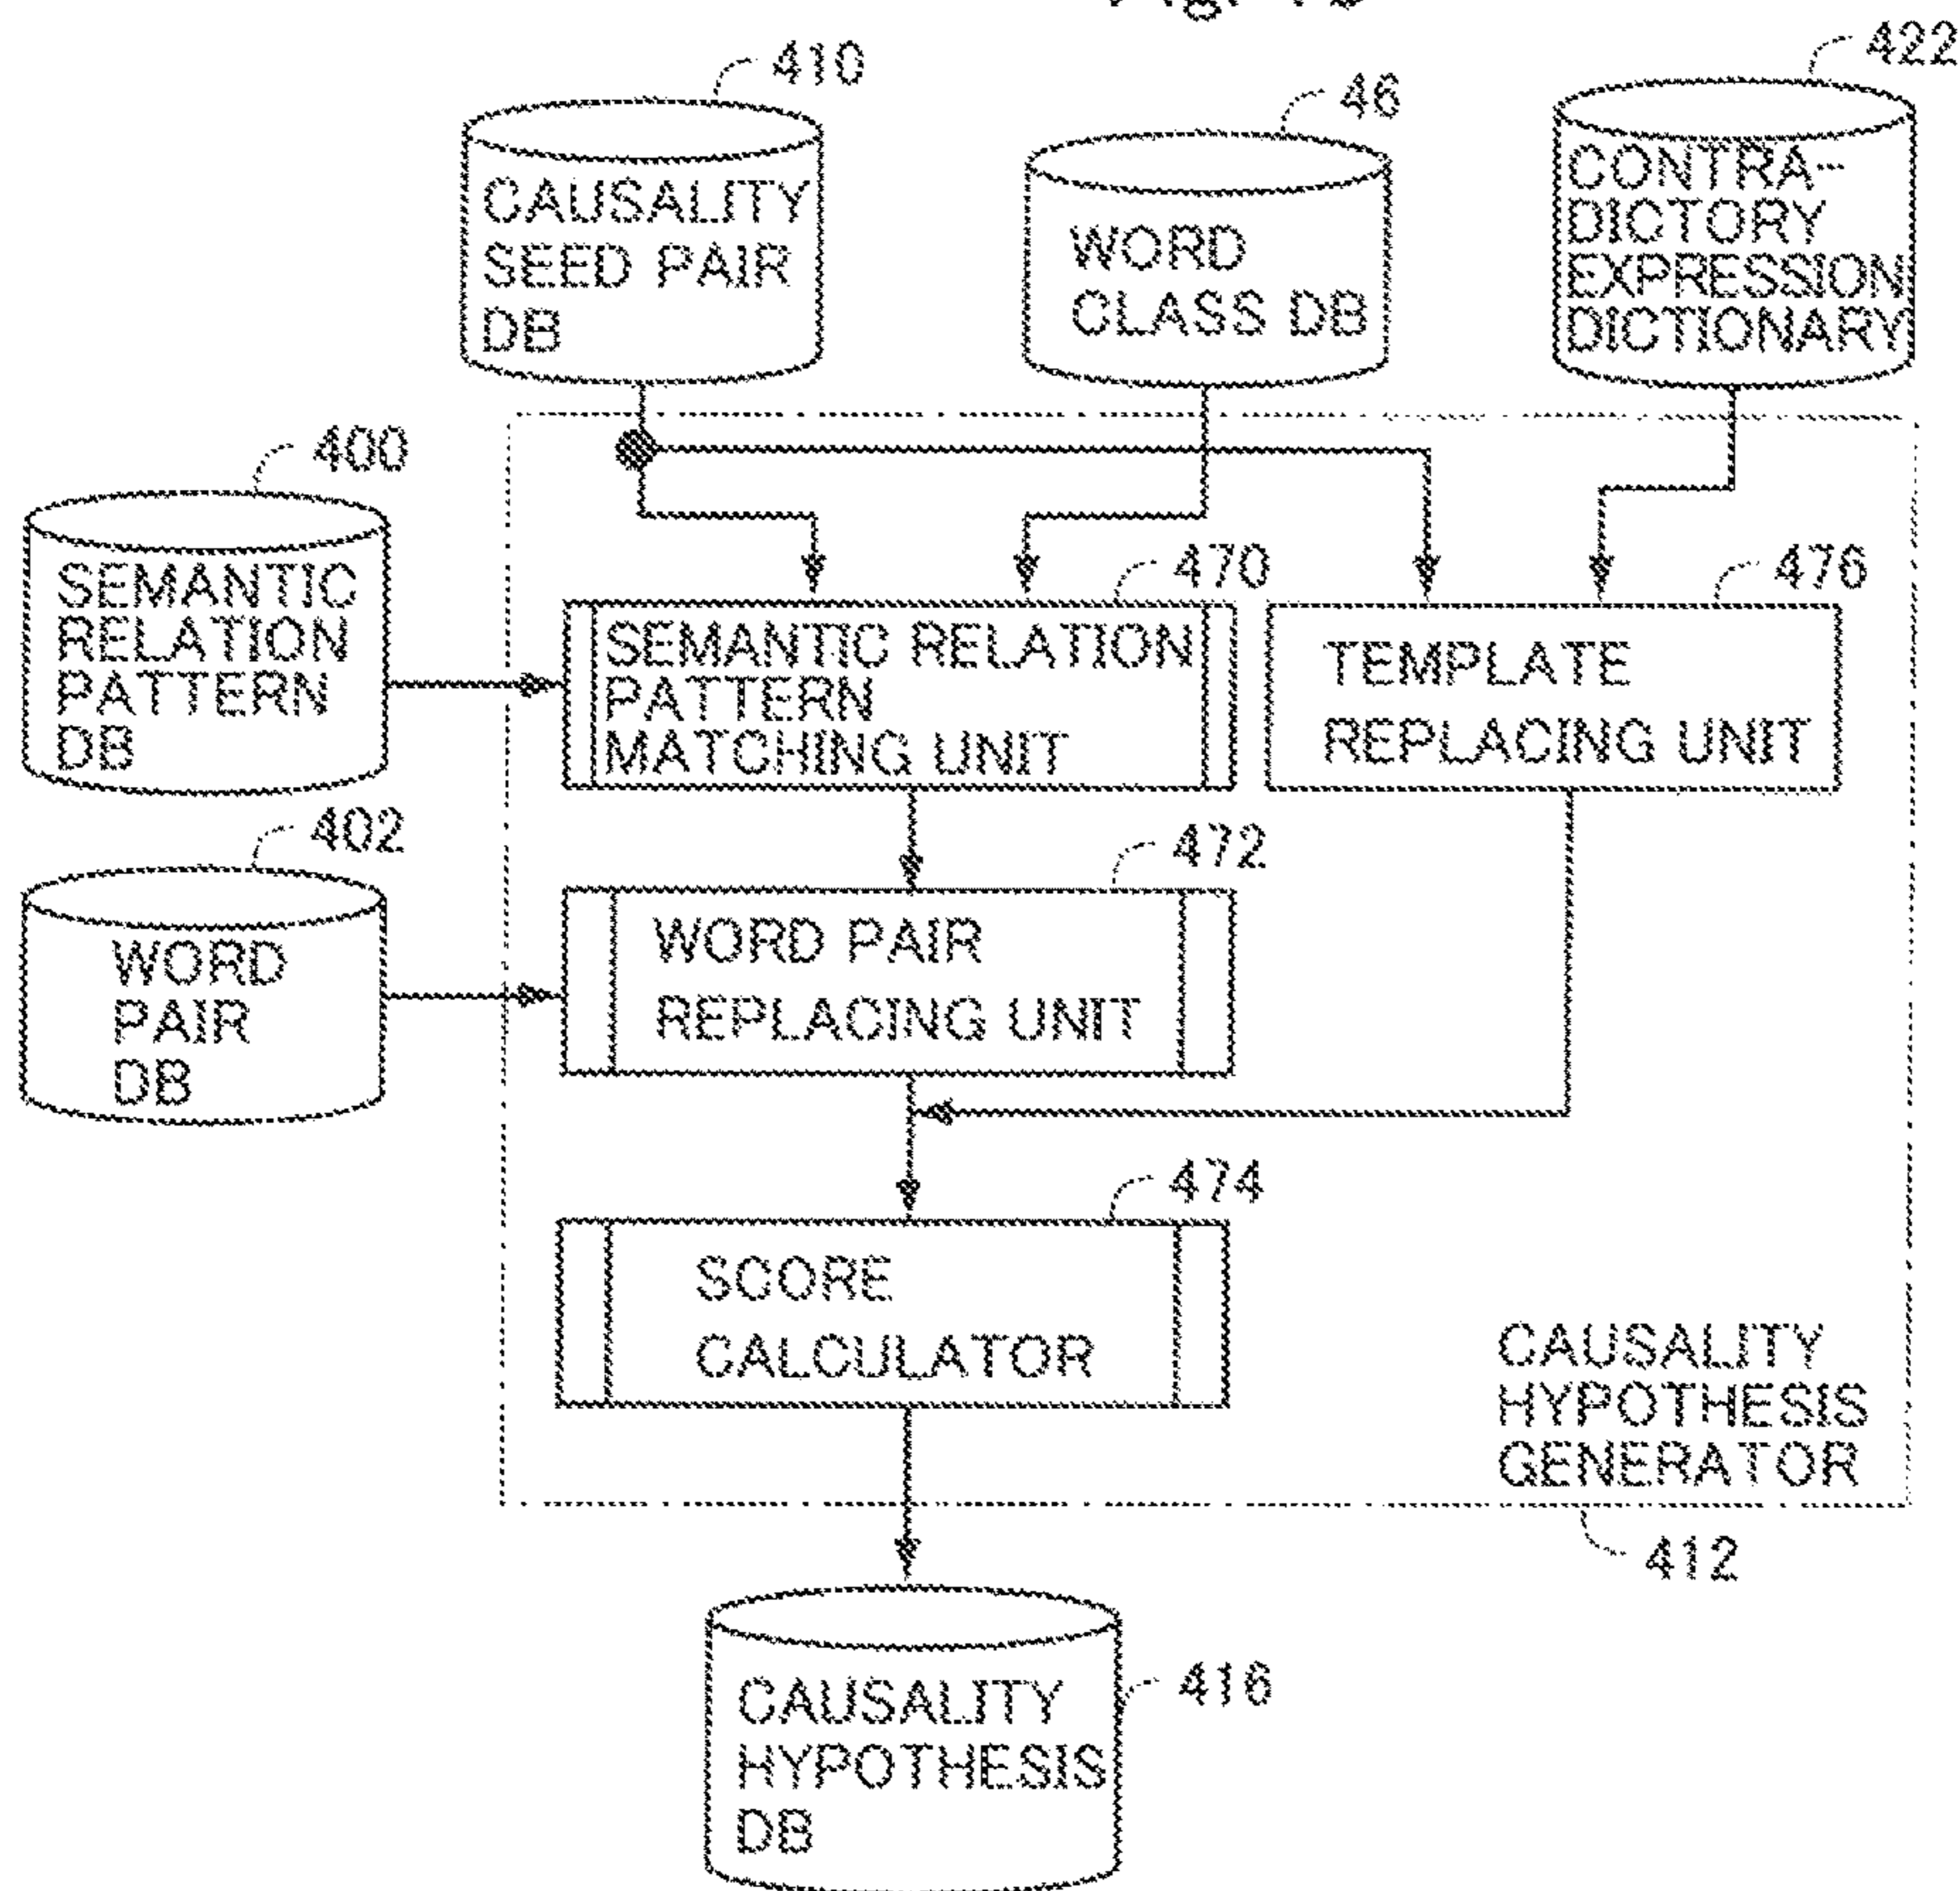 410
46
422
CAUSALITY
SEED PAIR
DB
WORD
CLASS DB
CONTRA-
DICTORY
EXPRESSION
DICTIONARY
400
SEMANTIC
RELATION
PATTERN
DB
470
SEMANTIC RELATION
PATTERN
MATCHING UNIT
476
TEMPLATE
REPLACING UNIT
402
WORD
PAIR
DB
472
WORD PAIR
REPLACING UNIT
474
SCORE
CALCULATOR
CAUSALITY
HYPOTHESIS
GENERATOR
412
416
CAUSALITY
HYPOTHESIS
DB